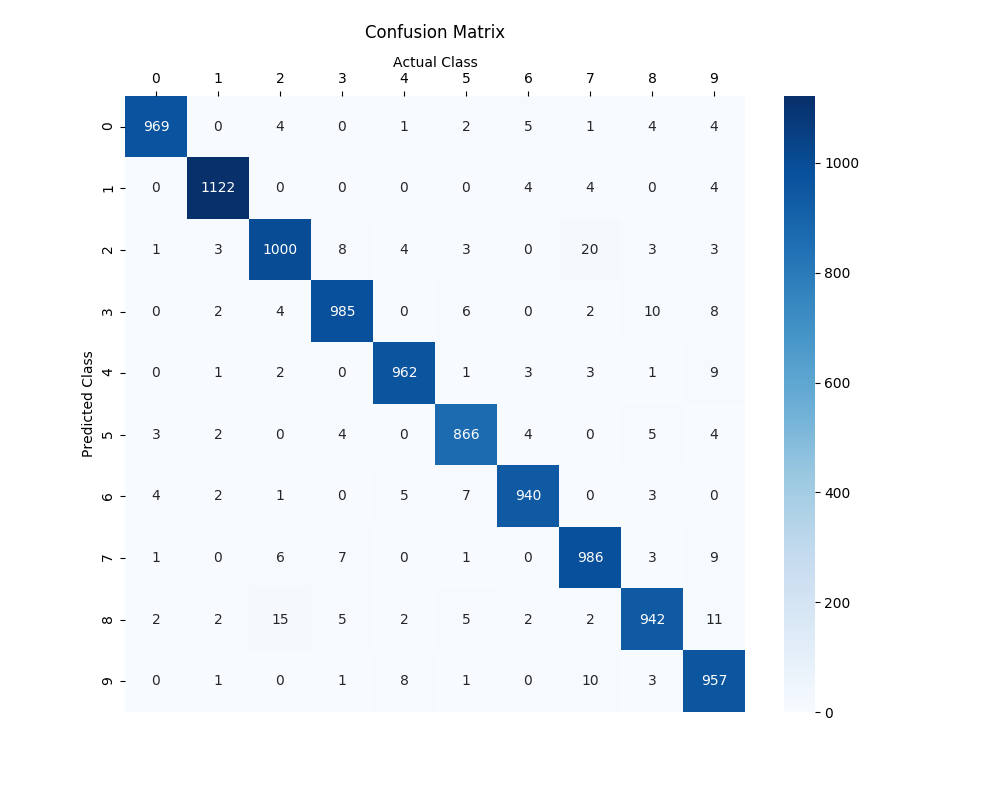 Confusion Matrix
Actual Class
0 1 2 3 4 5 6 7 8 9
0 969 0 4 0 1 2 5 1 4 4
1 0 1122 0 0 0 0 4 4 0 4
2 1 3 1000 8 4 3 0 20 3 3
3 0 2 4 985 0 6 0 2 10 8
4 0 1 2 0 962 1 3 3 1 9
5 3 2 0 4 0 866 4 0 5 4
6 4 2 1 0 5 7 940 0 3 0
7 1 0 6 7 0 1 0 986 3 9
8 2 2 15 5 2 5 2 2 942 11
9 0 1 0 1 8 1 0 10 3 957
Predicted Class
1000
800
600
400
200
0